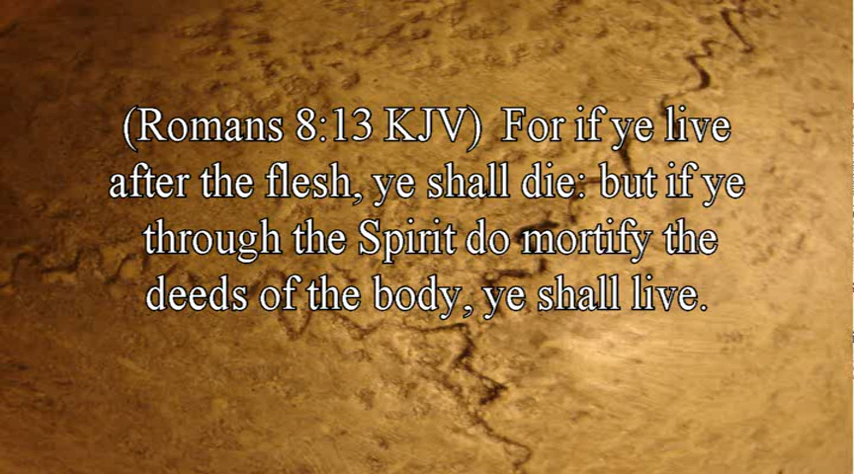 (Romans 8:13 KJV)  For if ye live
after the flesh, ye shall die: but if ye
through the Spirit do mortify the
deeds of the body, ye shall live.